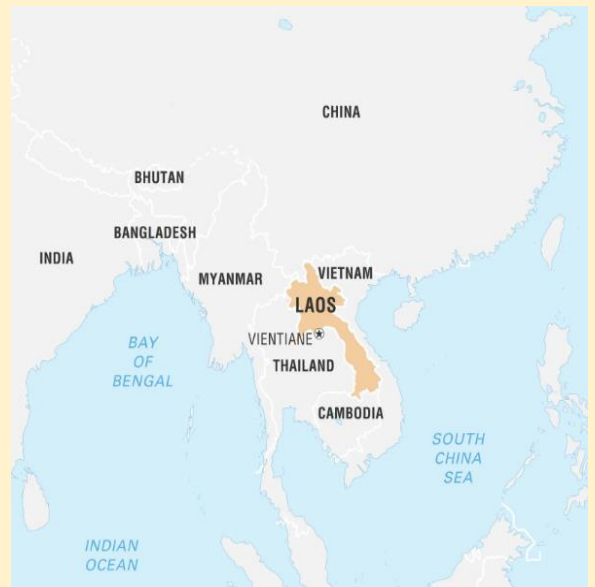 CHINA
BHUTAN
BANGLADESH
INDIA
MYANMAR
VIETNAM
LAOS
VIENTIANE
BAY
OF
BENGAL
THAILAND
CAMBODIA
SOUTH
CHINA
SEA
INDIAN
OCEAN